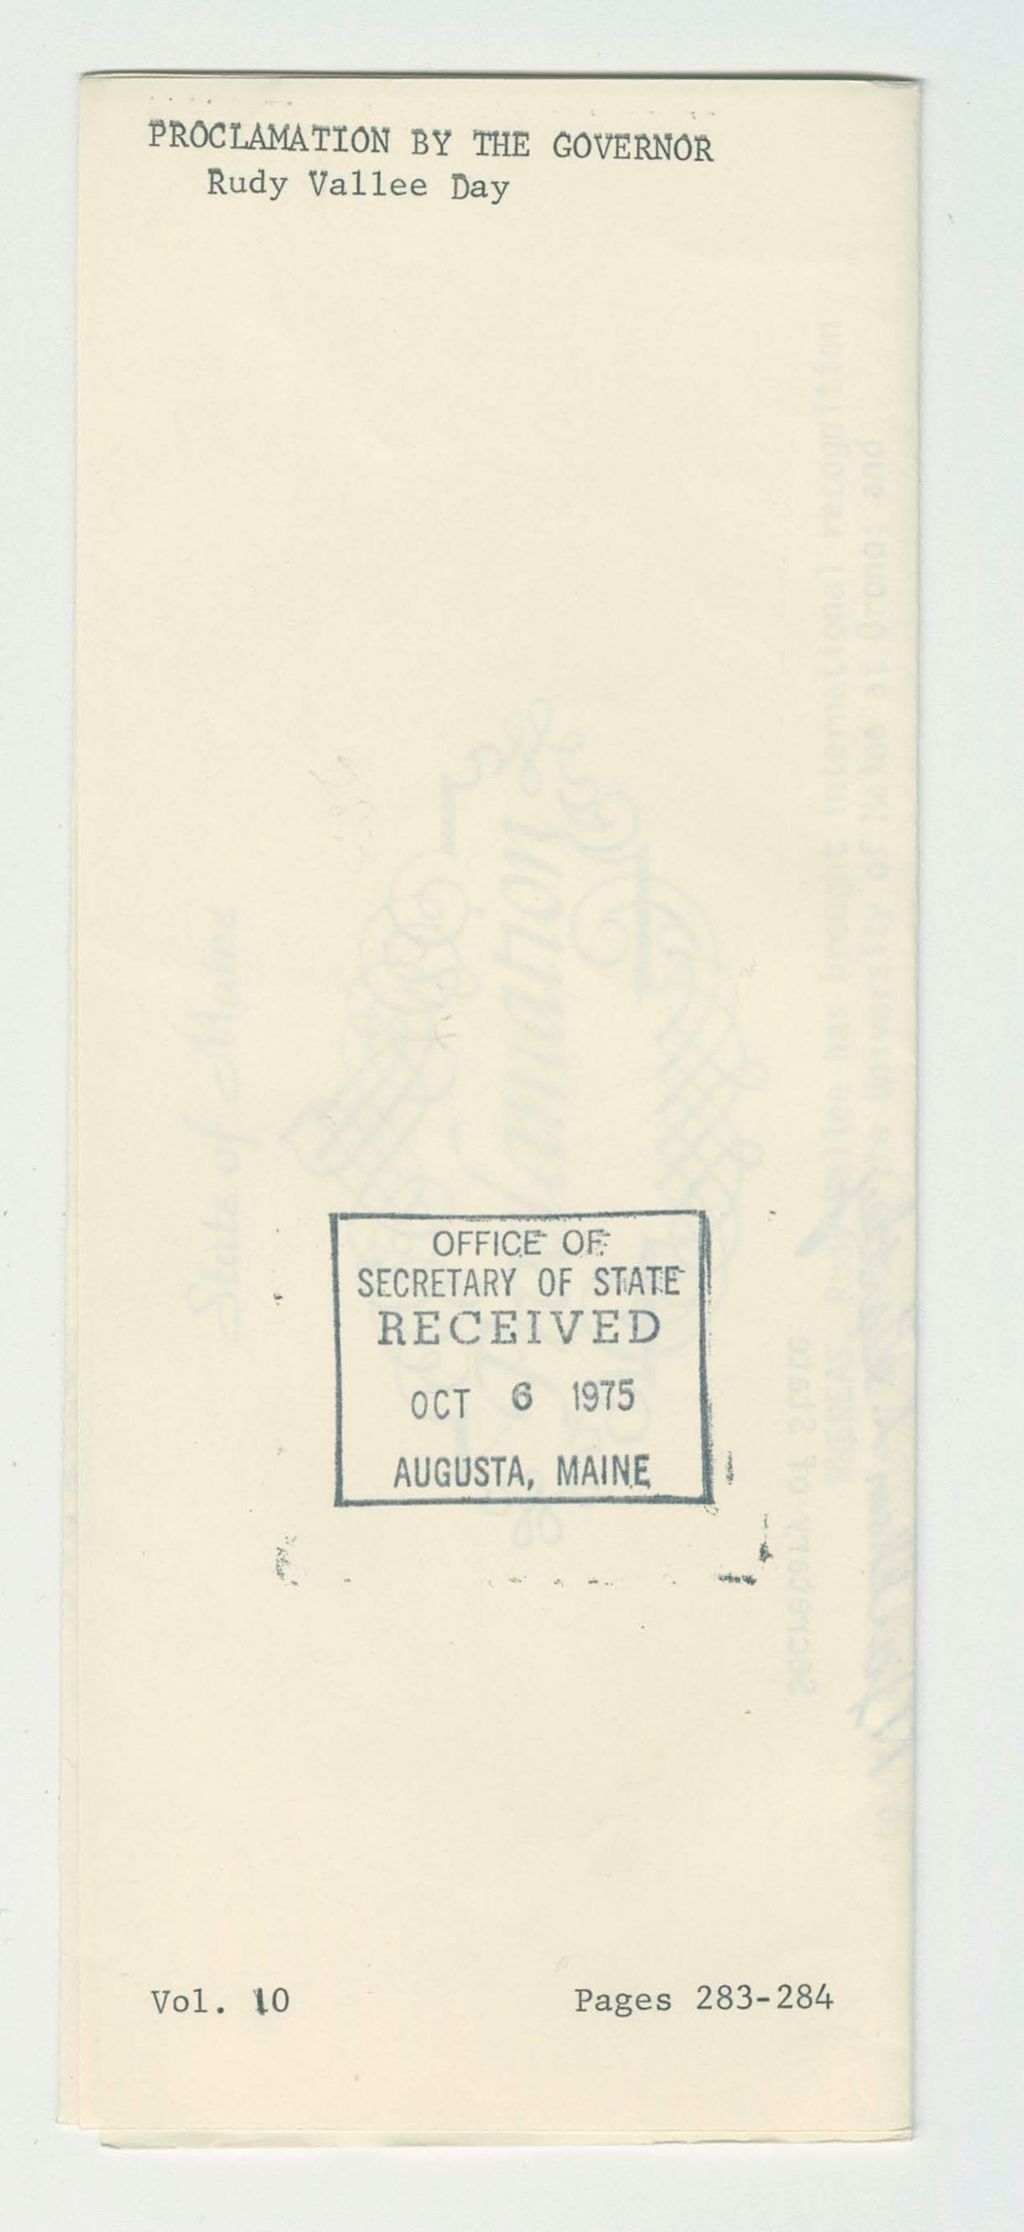 PROCLAMATION BY THE GOVERNOR
Rudy Vallee Day
OFFICE OF
SECRETARY OF STATE
RECEIVED
OCT 6 1975
AUGUSTA, MAINE
Vol. 10
Pages 283-284